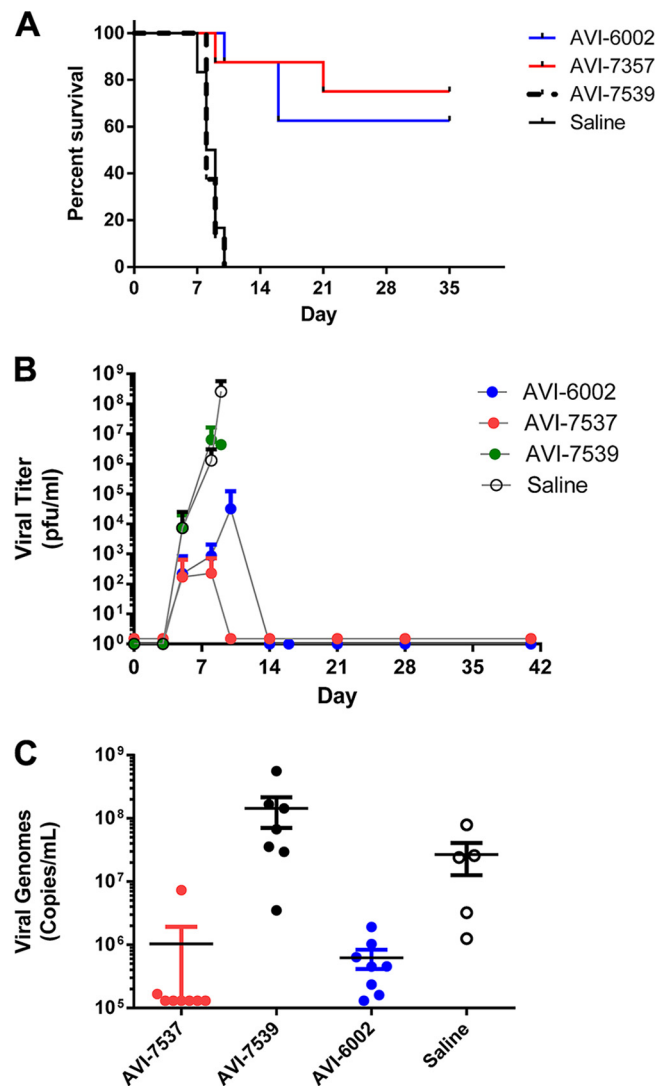 A
Percent survival
100
80
60
40
20
0
0 7 14 21 28 35
Day
AVI-6002
AVI-7357
AVI-7539
Saline
B
Viral Titer
(pfu/ml)
10⁹
10⁸
10⁷
10⁶
10⁵
10⁴
10³
10²
10¹
10⁰
0 7 14 21 28 35 42
Day
AVI-6002
AVI-7537
AVI-7539
Saline
C
Viral Genomes
(Copies/mL)
10⁹
10⁸
10⁷
10⁶
10⁵
AVI-7537
AVI-7539
AVI-6002
Saline